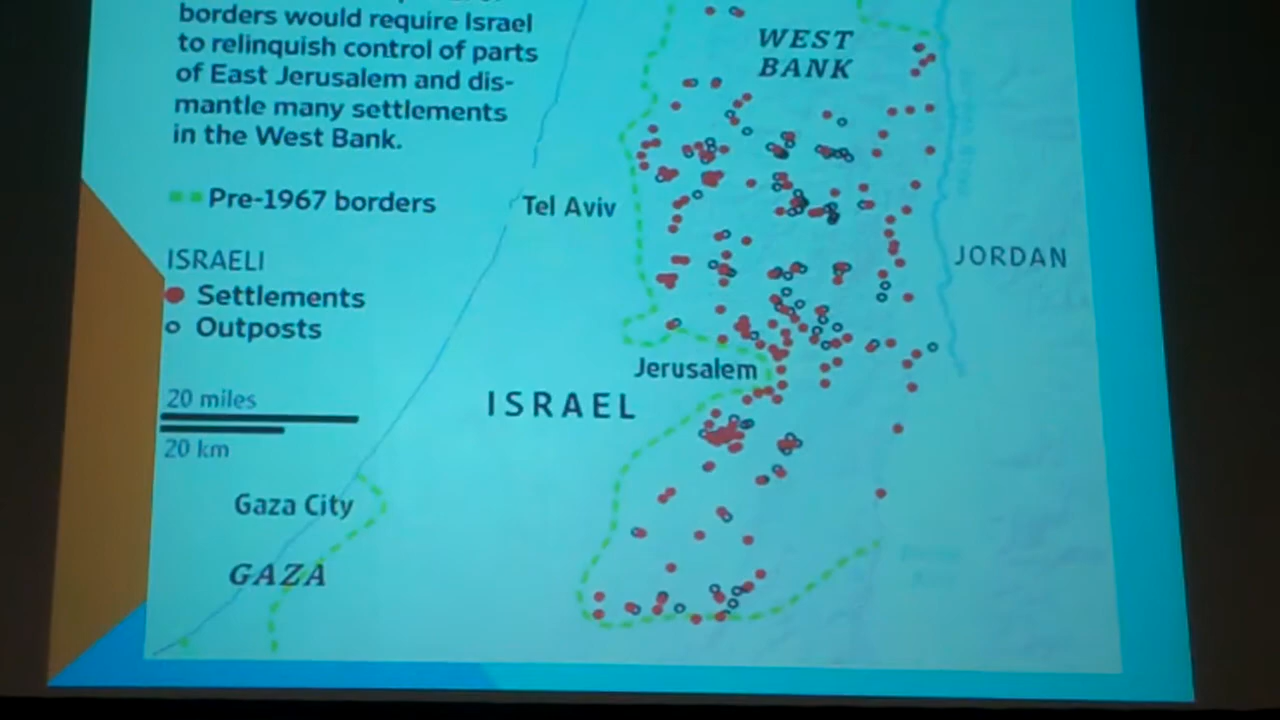 borders would require Israel
to relinquish control of parts
of East Jerusalem and dis-
mantle many settlements
in the West Bank.
Pre-1967 borders
ISRAELI
Settlements
Outposts
20 miles
20 km
WEST
BANK
Tel Aviv
JORDAN
Jerusalem
ISRAEL
Gaza City
GAZA